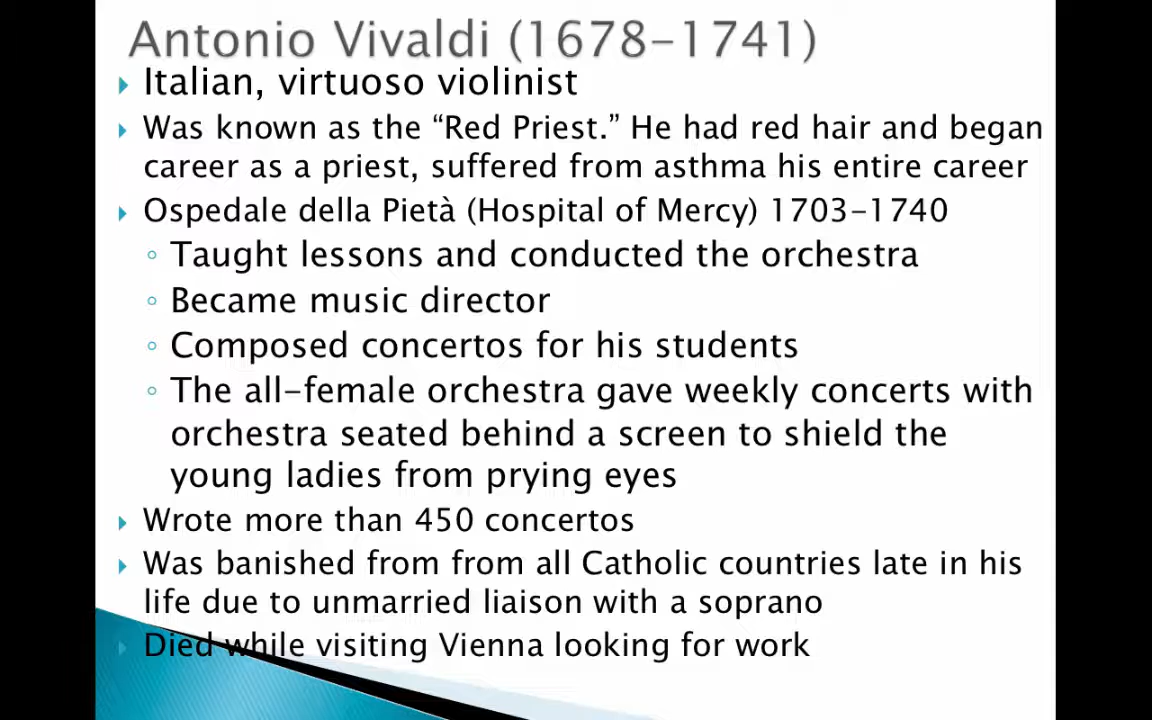 Antonio Vivaldi (1678-1741)
Italian, virtuoso violinist
Was known as the “Red Priest.” He had red hair and began
career as a priest, suffered from asthma his entire career
Ospedale della Pietà (Hospital of Mercy) 1703-1740
Taught lessons and conducted the orchestra
Became music director
Composed concertos for his students
The all-female orchestra gave weekly concerts with
orchestra seated behind a screen to shield the
young ladies from prying eyes
Wrote more than 450 concertos
Was banished from from all Catholic countries late in his
life due to unmarried liaison with a soprano
Died while visiting Vienna looking for work